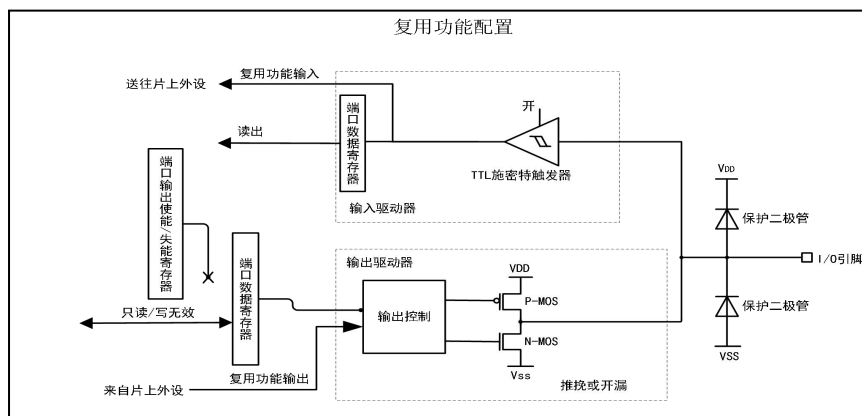 复用功能配置
送往片上外设
复用功能输入
开
读出
端口数据寄存器
TTL施密特触发器
输入驱动器
端口输出使能/失能寄存器
VDD
保护二极管
I/O引脚
保护二极管
VSS
端口数据寄存器
输出驱动器
VDD
P-MOS
输出控制
N-MOS
Vss
只读/写无效
复用功能输出
来自片上外设
推挽或开漏